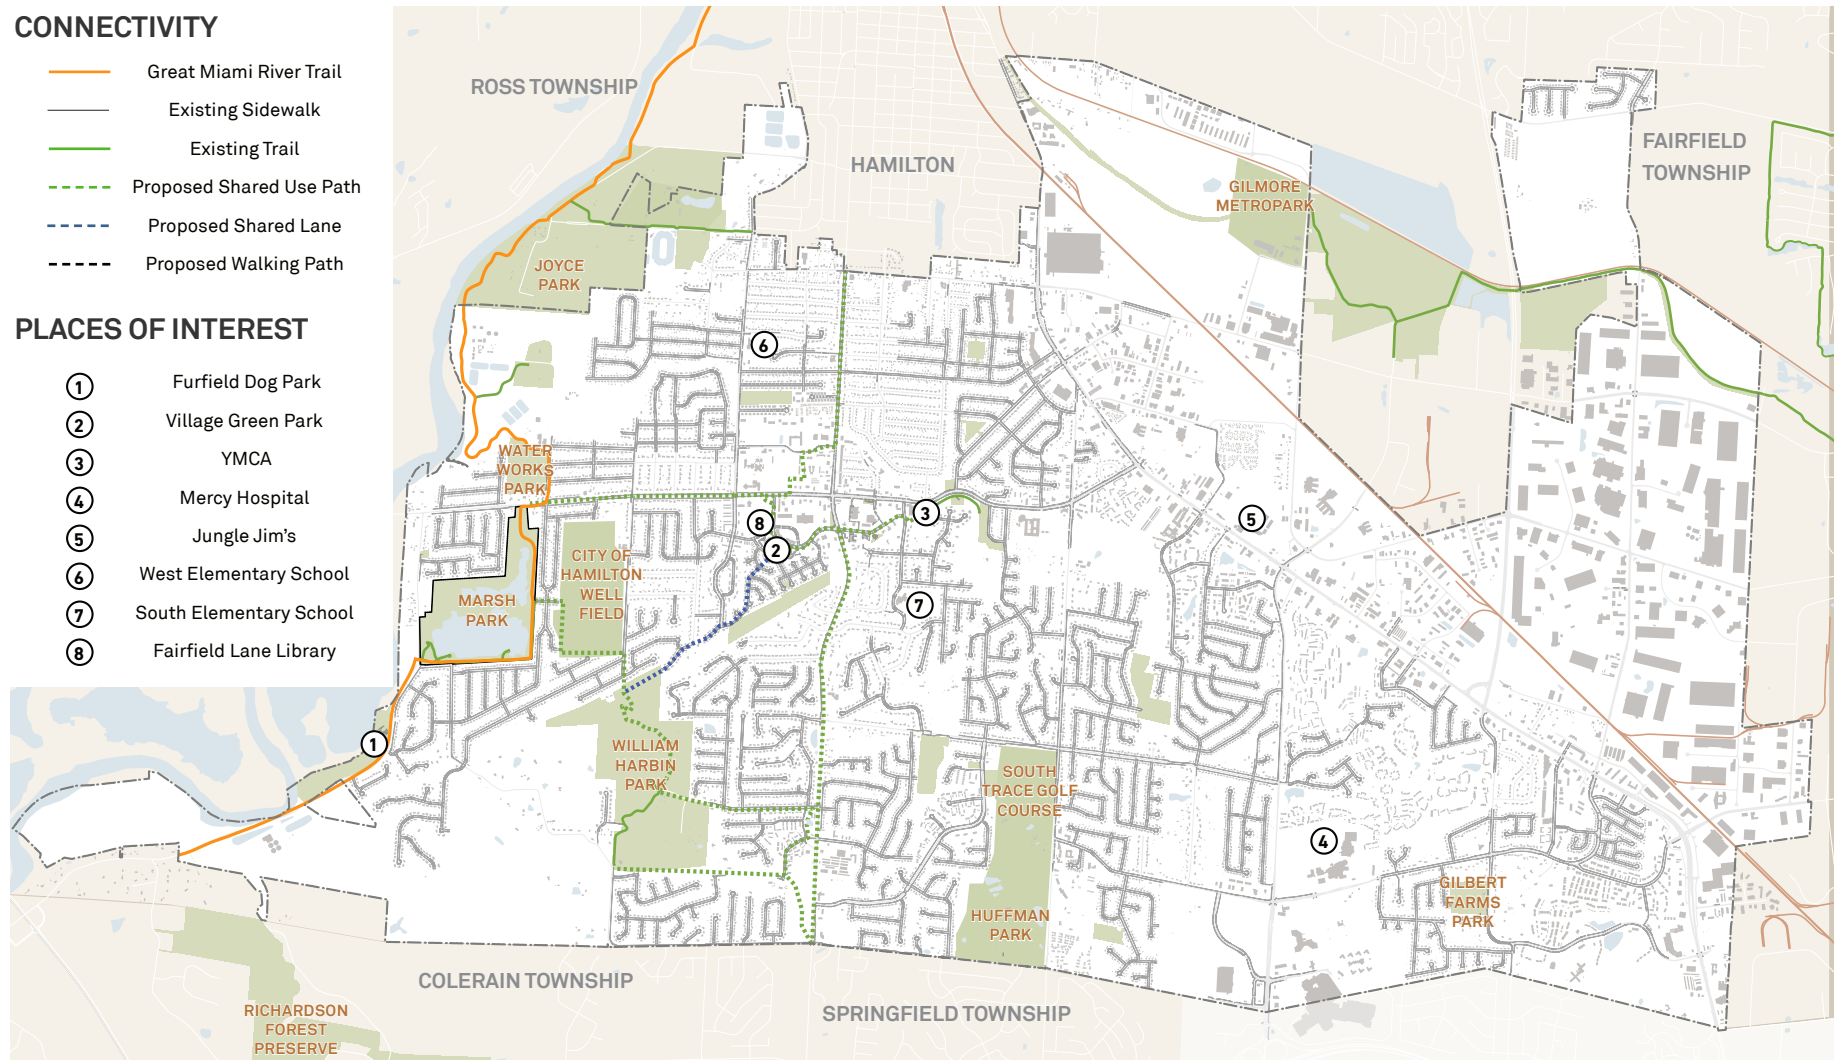 CONNECTIVITY
Great Miami River Trail
Existing Sidewalk
Existing Trail
Proposed Shared Use Path
Proposed Shared Lane
Proposed Walking Path
PLACES OF INTEREST
1 Furfield Dog Park
2 Village Green Park
3 YMCA
4 Mercy Hospital
5 Jungle Jim's
6 West Elementary School
7 South Elementary School
8 Fairfield Lane Library
ROSS TOWNSHIP
HAMILTON
FAIRFIELD
TOWNSHIP
GILMORE
METROPARK
JOYCE
PARK
6
WATER
WORKS
PARK
3
5
8
2
CITY OF
HAMILTON
WELL
FIELD
MARSH
PARK
7
1
WILLIAM
HARBIN
PARK
SOUTH
TRACE GOLF
COURSE
4
GILBERT
FARMS
PARK
HUFFMAN
PARK
COLERAIN TOWNSHIP
SPRINGFIELD TOWNSHIP
RICHARDSON
FOREST
PRESERVE